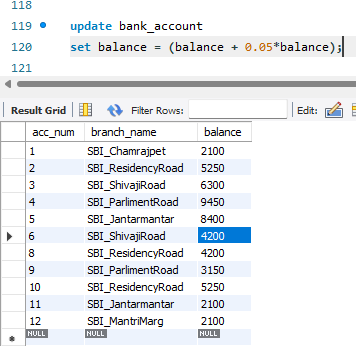 118
119 update bank_account
120 set balance = (balance + 0.05*balance);
121
Result Grid Filter Rows: Edit:
acc_num branch_name balance
1 SBI_Chamrajpet 2100
2 SBI_ResidencyRoad 5250
3 SBI_ShivajiRoad 6300
4 SBI_ParlimentRoad 9450
5 SBI_Jantarmantar 8400
6 SBI_ShivajiRoad 4200
8 SBI_ResidencyRoad 4200
9 SBI_ParlimentRoad 3150
10 SBI_ResidencyRoad 5250
11 SBI_Jantarmantar 2100
12 SBI_MantriMarg 2100
NULL NULL NULL